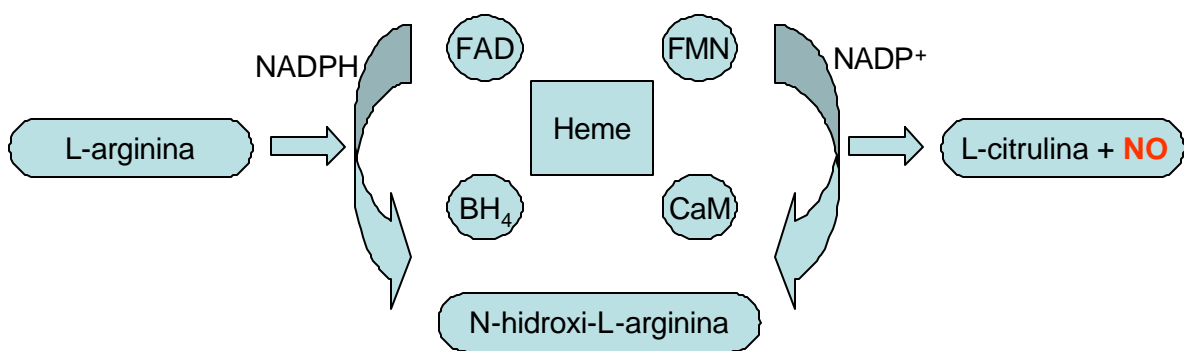 FAD
FMN
NADPH
NADP+
L-arginina
Heme
L-citrulina + NO
BH4
CaM
N-hidroxi-L-arginina